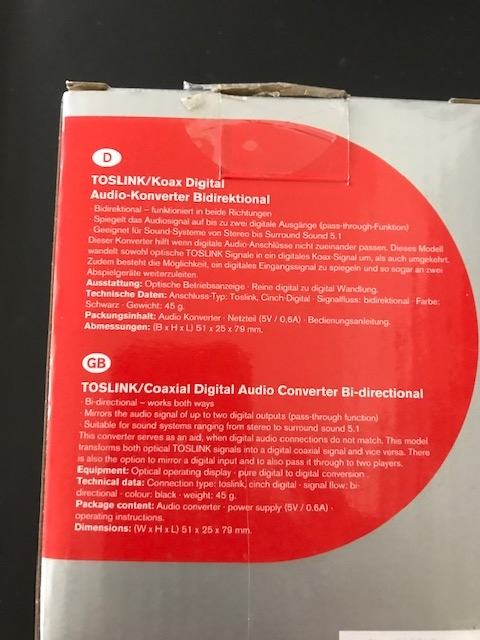 D
TOSLINK/Koax Digital
Audio-Konverter Bidirektional
· Bidirektional – funktioniert in beide Richtungen
· Spiegelt das Audiosignal auf bis zu zwei digitale Ausgänge (pass-through-Funktion)
· Geeignet für Sound-Systeme von Stereo bis Surround Sound 5.1
Dieser Konverter hilft wenn digitale Audio-Anschlüsse nicht zueinander passen. Dieses Modell
wandelt sowohl optische TOSLINK Signale in ein digitales Koax-Signal um, als auch umgekehrt.
Zudem besteht die Möglichkeit, ein digitales Eingangssignal zu spiegeln und so sogar an zwei
Abspielgeräte weiterzuleiten.
Ausstattung: Optische Betriebsanzeige · Reine digital zu digital Wandlung.
Technische Daten: Anschluss-Typ: Toslink, Cinch-Digital · Signalfluss: bidirektional · Farbe:
Schwarz · Gewicht: 45 g.
Packungsinhalt: Audio Konverter · Netzteil (5V / 0,6A) · Bedienungsanleitung.
Abmessungen: (B x H x L) 51 x 25 x 79 mm.
GB
TOSLINK/Coaxial Digital Audio Converter Bi-directional
· Bi-directional – works both ways
· Mirrors the audio signal of up to two digital outputs (pass-through function)
· Suitable for sound systems ranging from stereo to surround sound 5.1
This converter serves as an aid, when digital audio connections do not match. This model
transforms both optical TOSLINK signals into a digital coaxial signal and vice versa. There
is also the option to mirror a digital input and to also pass it through to two players.
Equipment: Optical operating display · pure digital to digital conversion .
Technical data: Connection type: toslink, cinch digital · signal flow: bi-
directional · colour: black · weight: 45 g.
Package content: Audio converter · power supply (5V / 0.6A) ·
operating instructions.
Dimensions: (W x H x L) 51 x 25 x 79 mm.